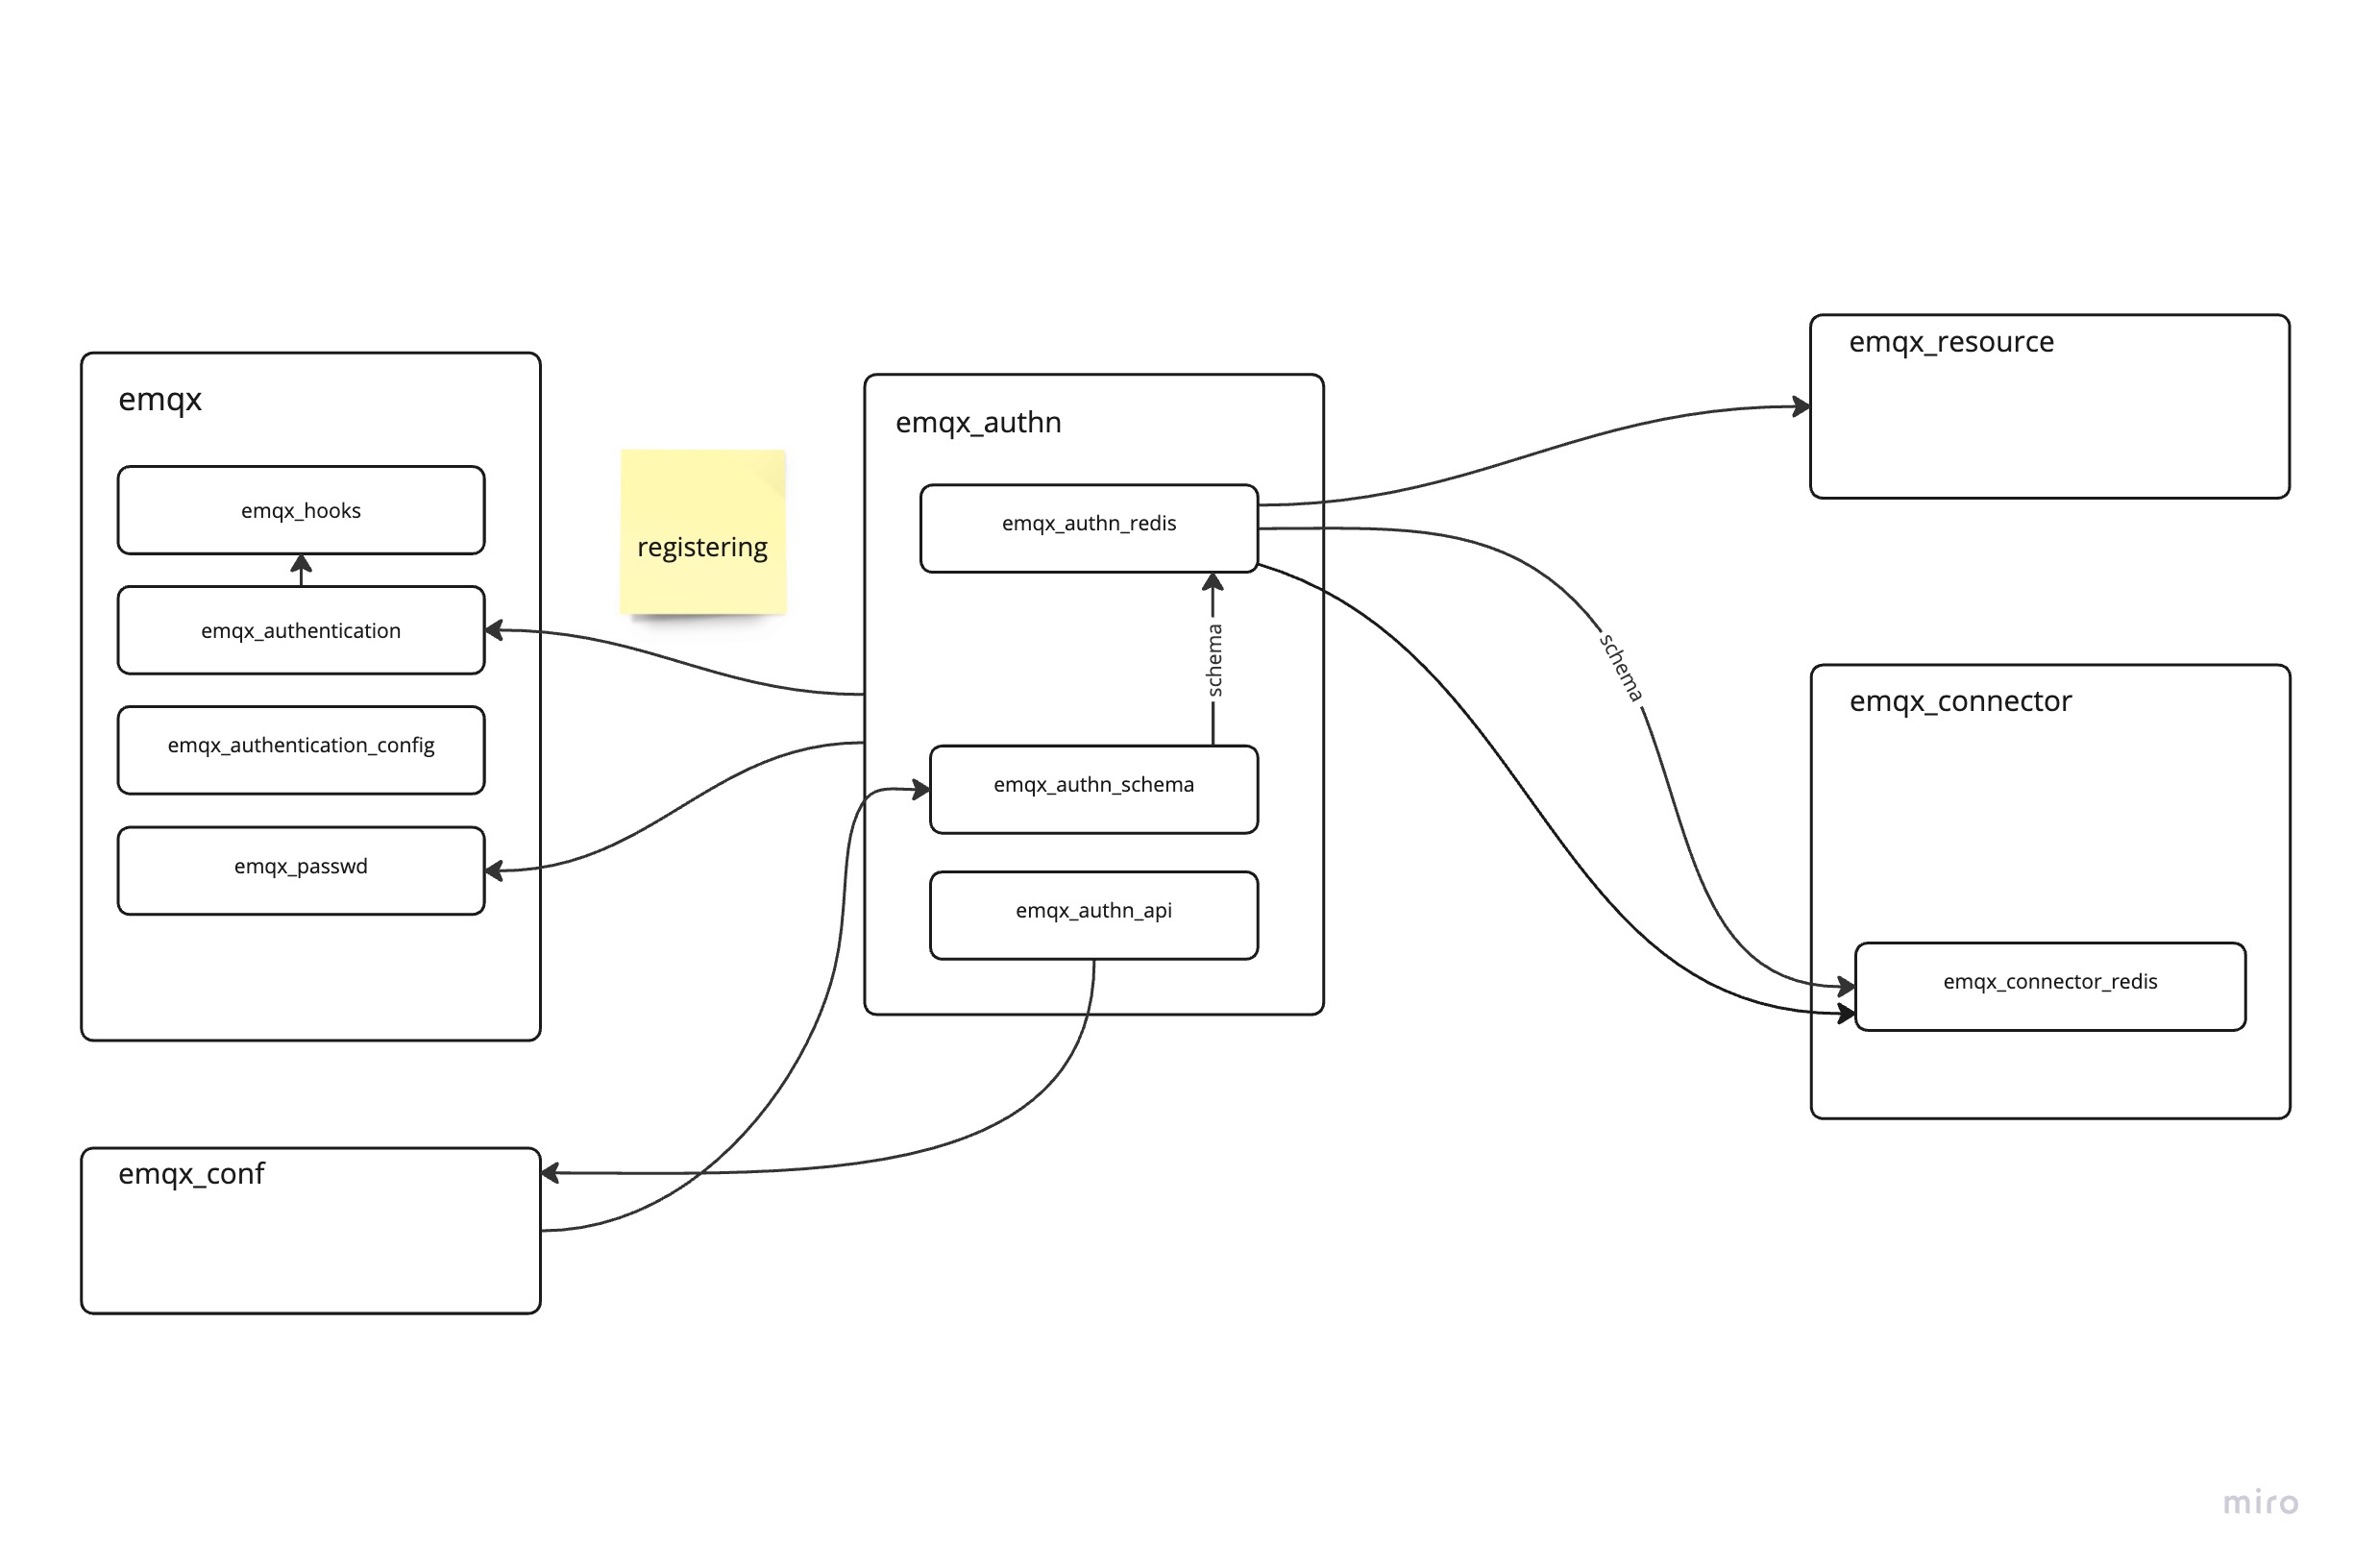 emqx
emqx_hooks
emqx_authentication
emqx_authentication_config
emqx_passwd
registering
emqx_authn
emqx_authn_redis
schema
emqx_authn_schema
emqx_authn_api
schema
emqx_resource
emqx_connector
emqx_connector_redis
emqx_conf
miro